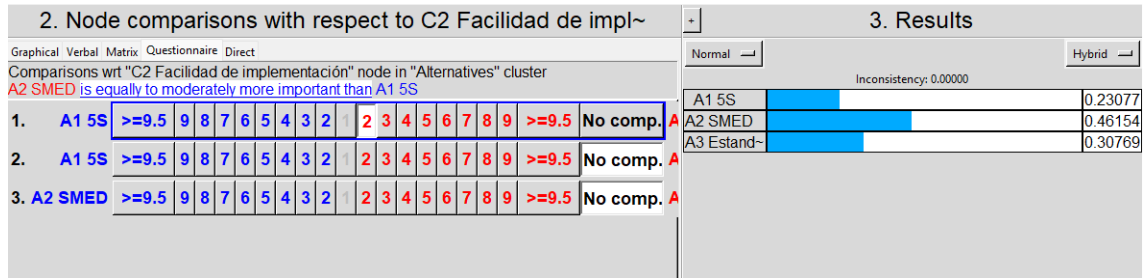 2. Node comparisons with respect to C2 Facilidad de impl~
Graphical Verbal Matrix Questionnaire Direct
Comparisons wrt "C2 Facilidad de implementación" node in "Alternatives" cluster
A2 SMED is equally to moderately more important than A1 5S
1. A1 5S >=9.5 9 8 7 6 5 4 3 2 1 2 3 4 5 6 7 8 9 >=9.5 No comp. A
2. A1 5S >=9.5 9 8 7 6 5 4 3 2 1 2 3 4 5 6 7 8 9 >=9.5 No comp. A
3. A2 SMED >=9.5 9 8 7 6 5 4 3 2 1 2 3 4 5 6 7 8 9 >=9.5 No comp. A
+ 3. Results
Normal Hybrid
Inconsistency: 0.00000
A1 5S 0.23077
A2 SMED 0.46154
A3 Estand~ 0.30769